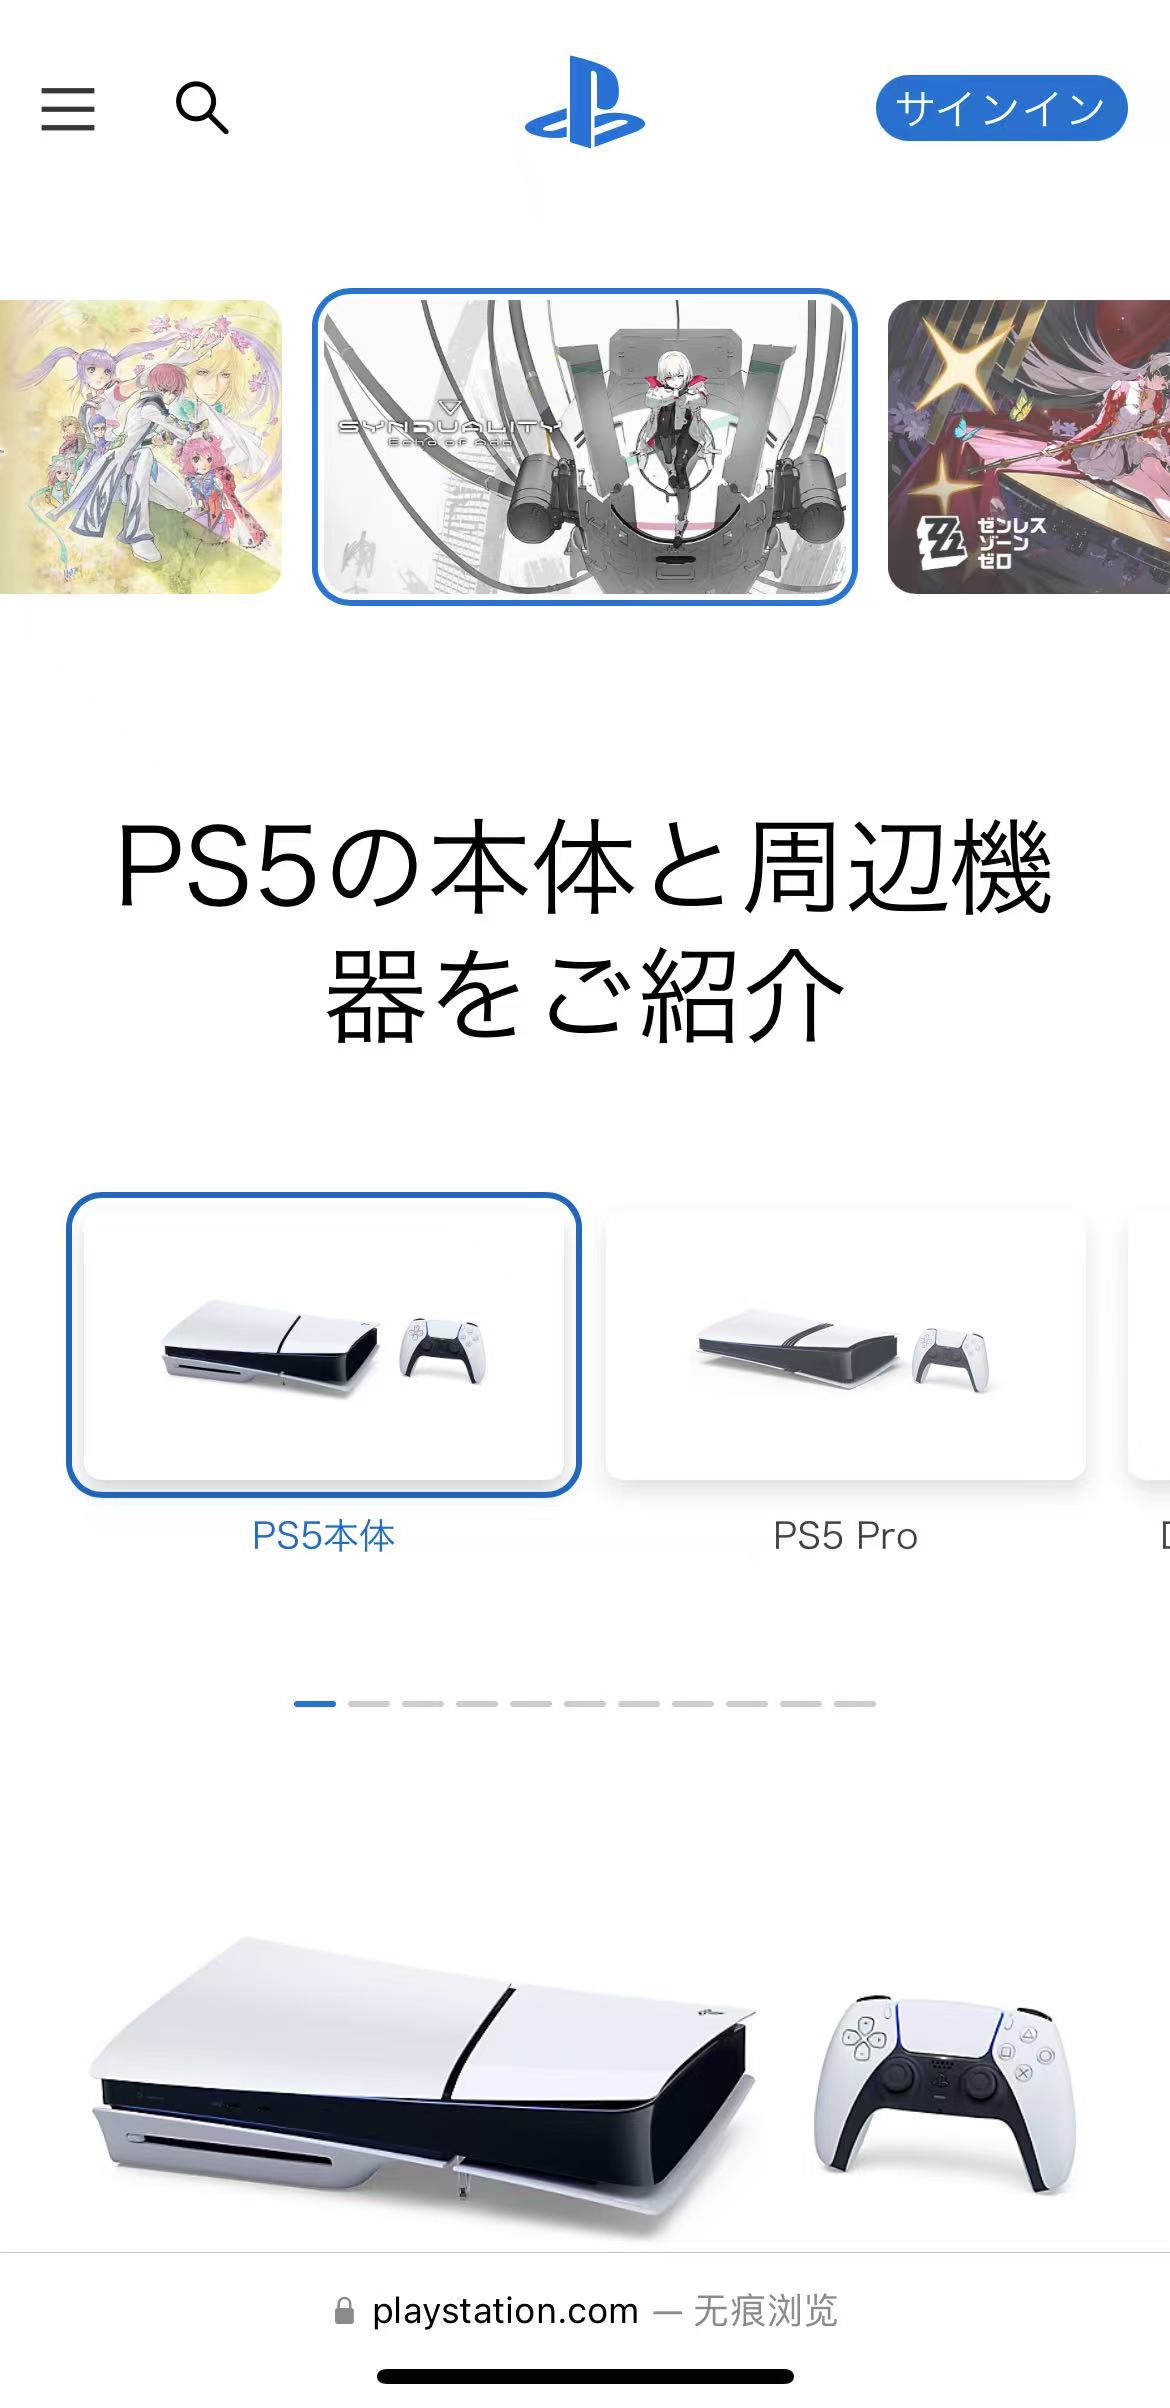 サインイン
SYNDUALITY
Echo of Ada
ゼンレス
ゾーン
ゼロ
PS5の本体と周辺機
器をご紹介
PS5本体
PS5 Pro
playstation.com — 无痕浏览